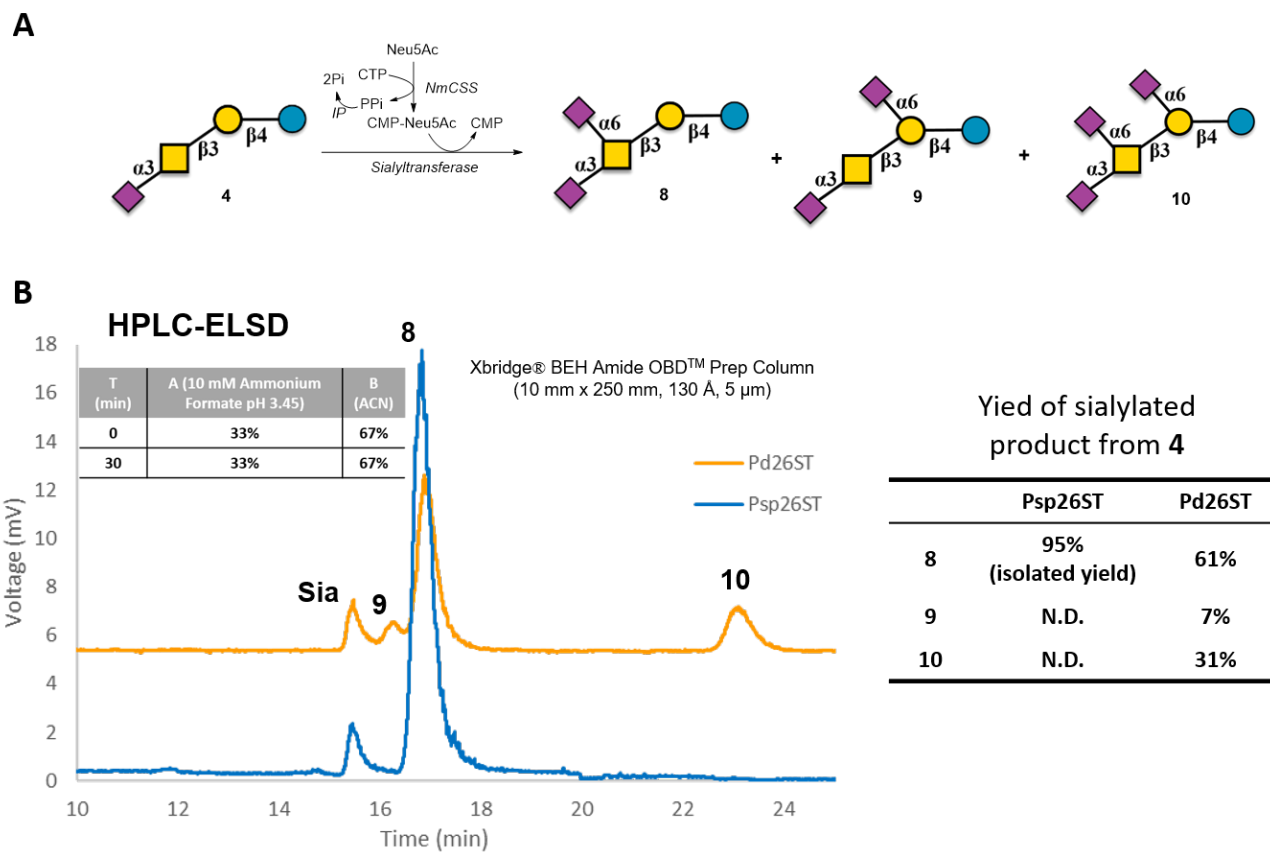 A
Neu5Ac
CTP
2Pi
NmCSS
IP
PPi
CMP-Neu5Ac
CMP
Sialyltransferase
α3
β3
β4
4
α6
α3
β3
β4
8
+
α6
α3
β3
β4
9
+
α6
α6
α3
β3
β4
10
B
HPLC-ELSD
T (min) A (10 mM Ammonium Formate pH 3.45) B (ACN)
0 33% 67%
30 33% 67%
Xbridge® BEH Amide OBD™ Prep Column
(10 mm x 250 mm, 130 Å, 5 µm)
Pd26ST
Psp26ST
8
Sia
9
10
Voltage (mV)
18
16
14
12
10
8
6
4
2
0
10 12 14 16 18 20 22 24
Time (min)
Yied of sialylated
product from 4
Psp26ST Pd26ST
8 95% (isolated yield) 61%
9 N.D. 7%
10 N.D. 31%